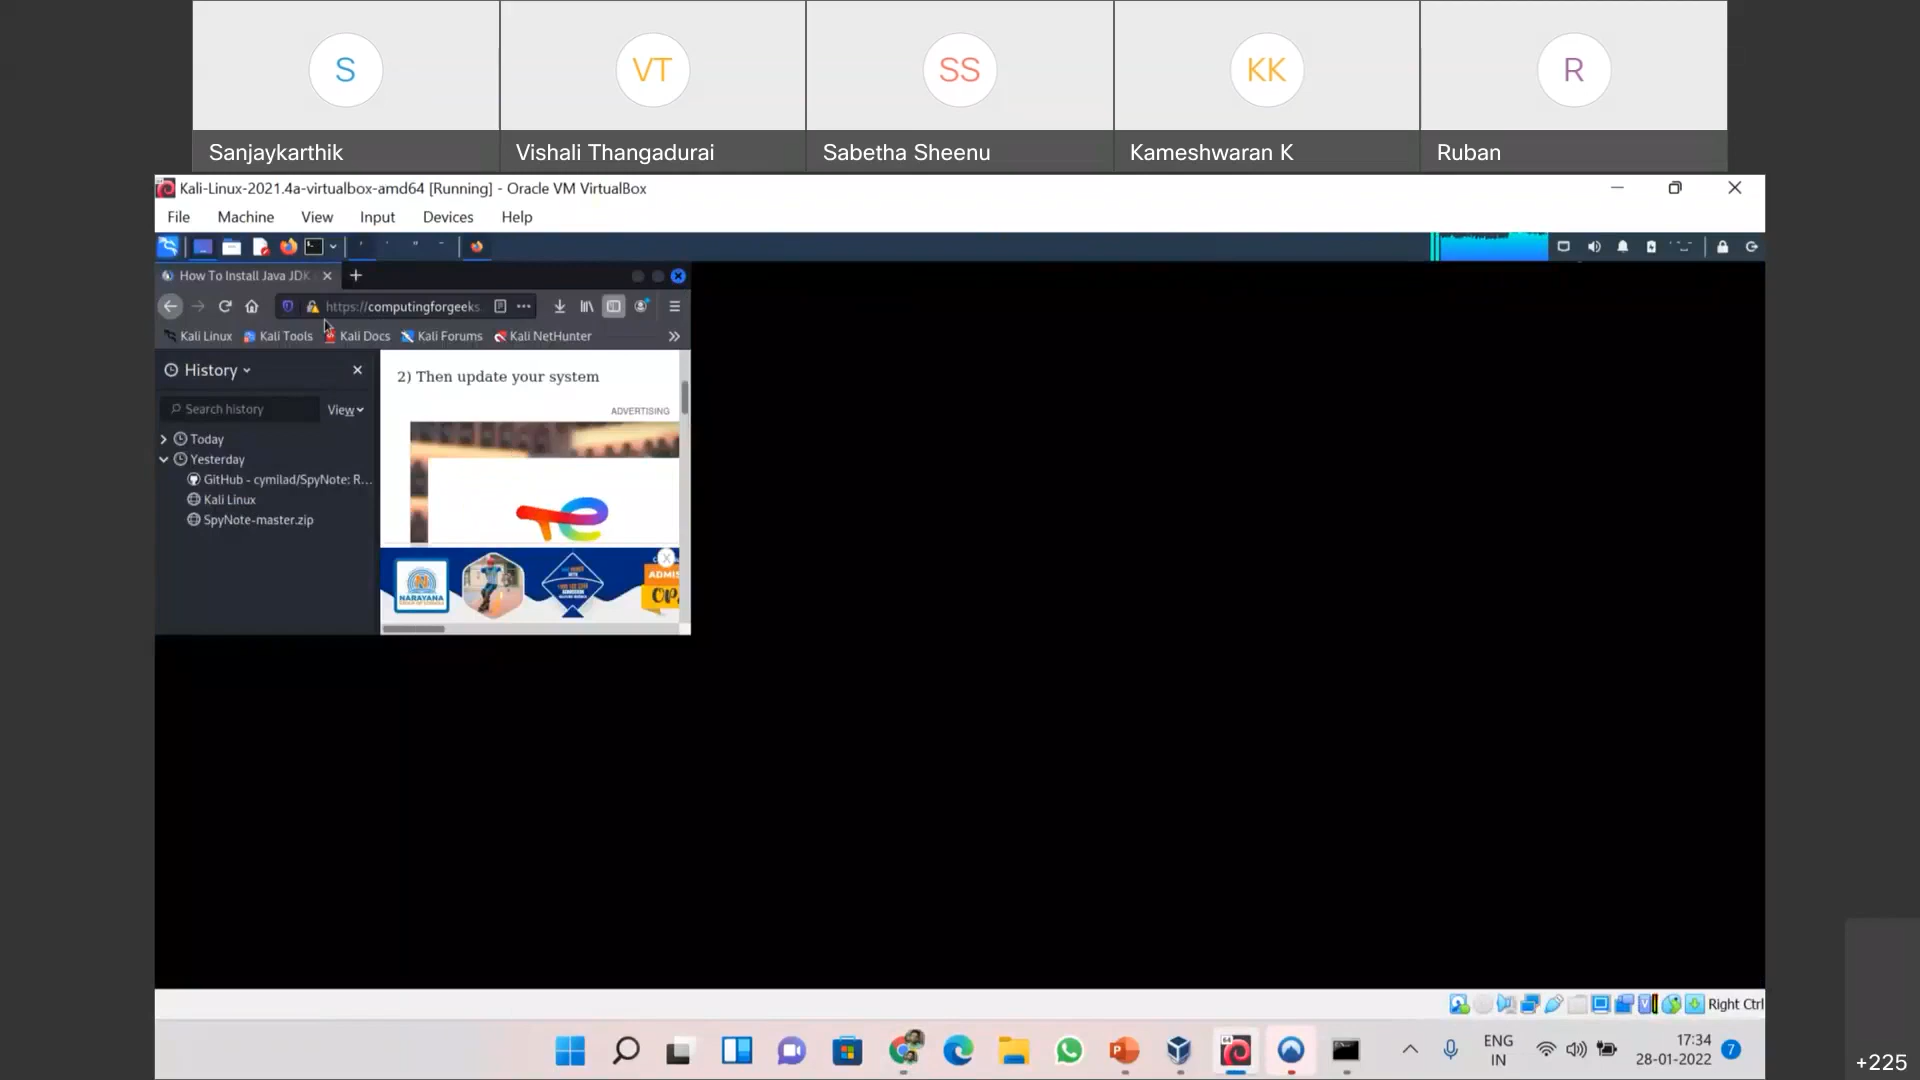 S
VT
SS
KK
R
Sanjaykarthik
Vishali Thangadurai
Sabetha Sheenu
Kameshwaran K
Ruban
Kali-Linux-2021.4a-virtualbox-amd64 [Running] - Oracle VM VirtualBox
File Machine View Input Devices Help
How To Install Java JDK
https://computingforgeeks.
Kali Linux Kali Tools Kali Docs Kali Forums Kali NetHunter
History
Search history View
Today
Yesterday
GitHub - cymilad/SpyNote: R...
Kali Linux
SpyNote-master.zip
2) Then update your system
ADVERTISING
NARAYANA
ADMIS
OP
Right Ctrl
ENG
IN
17:34
28-01-2022
7
+225